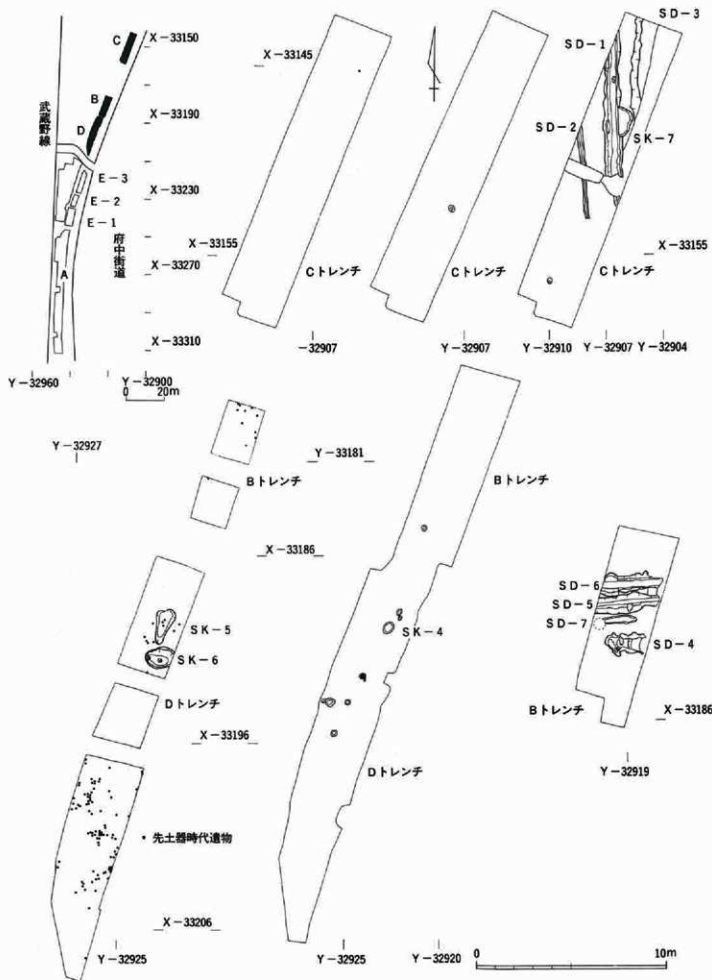 C
B
D
E-3
E-2
E-1
A
武蔵野線
府中街道
X-33150
X-33190
X-33230
X-33270
X-33310
Y-32960
Y-32900
0 20m
X-33145
X-33155
Cトレンチ
-32907
Cトレンチ
Y-32907
SD-3
SD-1
SD-2
SK-7
X-33155
Cトレンチ
Y-32910
Y-32907
Y-32904
Y-32927
Y-33181
Bトレンチ
X-33186
SK-5
SK-6
Dトレンチ
X-33196
先土器時代遺物
X-33206
Y-32925
Bトレンチ
SK-4
Dトレンチ
Y-32925
Y-32920
SD-6
SD-5
SD-7
SD-4
Bトレンチ
X-33186
Y-32919
0 10m